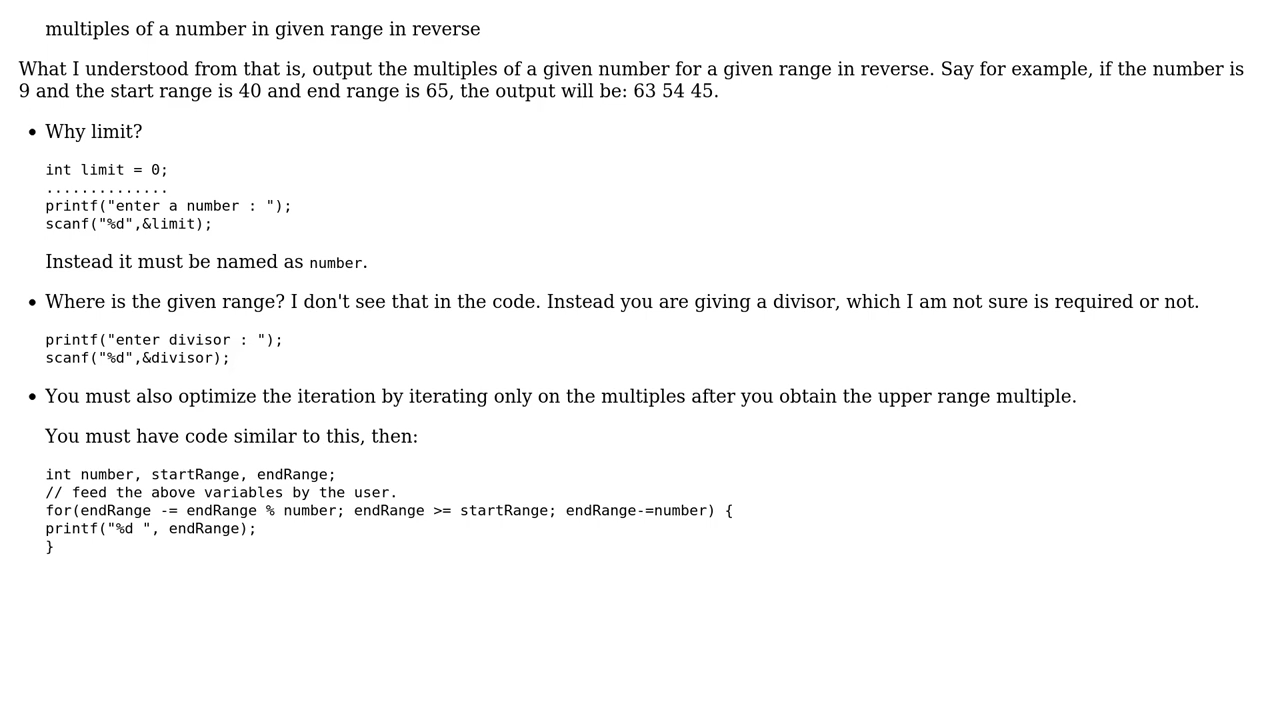 multiples of a number in given range in reverse
What I understood from that is, output the multiples of a given number for a given range in reverse. Say for example, if the number is
9 and the start range is 40 and end range is 65, the output will be: 63 54 45.
• Why limit?
int limit = 0;
..............
printf("enter a number : ");
scanf("%d",&limit);
Instead it must be named as number.
• Where is the given range? I don't see that in the code. Instead you are giving a divisor, which I am not sure is required or not.
printf("enter divisor : ");
scanf("%d",&divisor);
• You must also optimize the iteration by iterating only on the multiples after you obtain the upper range multiple.
You must have code similar to this, then:
int number, startRange, endRange;
// feed the above variables by the user.
for(endRange -= endRange % number; endRange >= startRange; endRange-=number) {
printf("%d ", endRange);
}